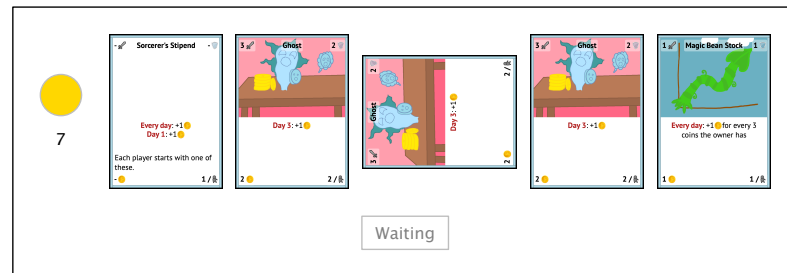 7
- Sorcerer's Stipend -
Every day: +1
Day 1: +1
Each player starts with one of
these.
- 1 /
3 Ghost 2
Day 3: +1
2 2 /
3 Ghost 2
Day 3: +1
2 2 /
3 Ghost 2
Day 3: +1
2 2 /
1 Magic Bean Stock 1
Every day: +1 for every 3
coins the owner has
1 1 /
Waiting